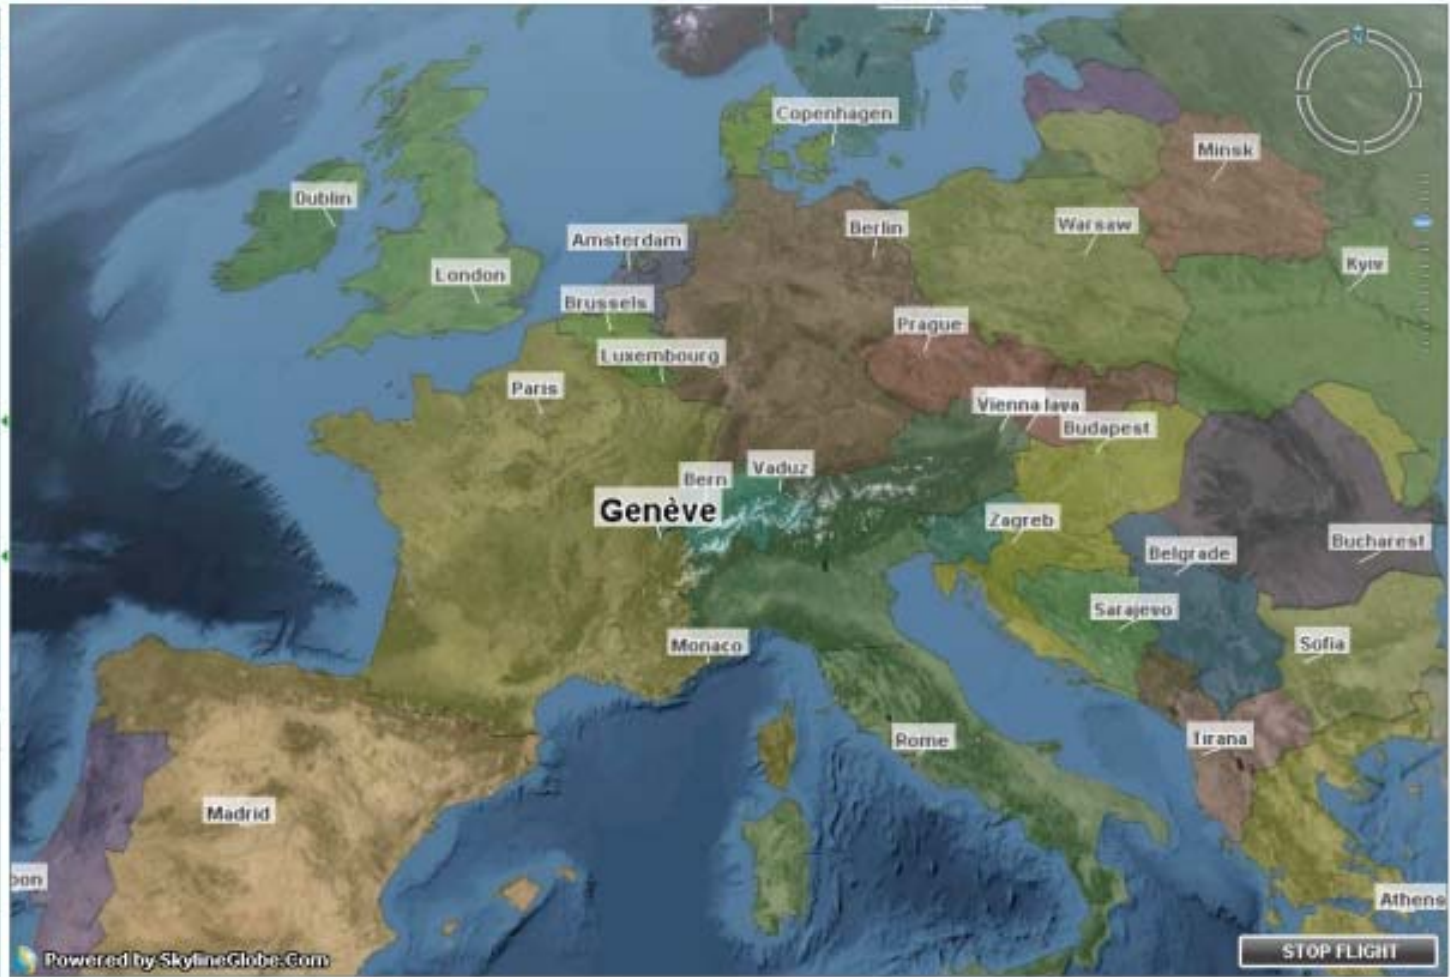 Copenhagen
Minsk
Dublin
Berlin
Warsaw
Amsterdam
London
Kyiv
Brussels
Prague
Luxembourg
Paris
Vienna
Budapest
Vaduz
Bern
Genève
Zagreb
Bucharest
Belgrade
Sarajevo
Monaco
Sofia
Rome
Tirana
Madrid
bon
Athens
Powered by SkylineGlobe.Com
STOP FLIGHT